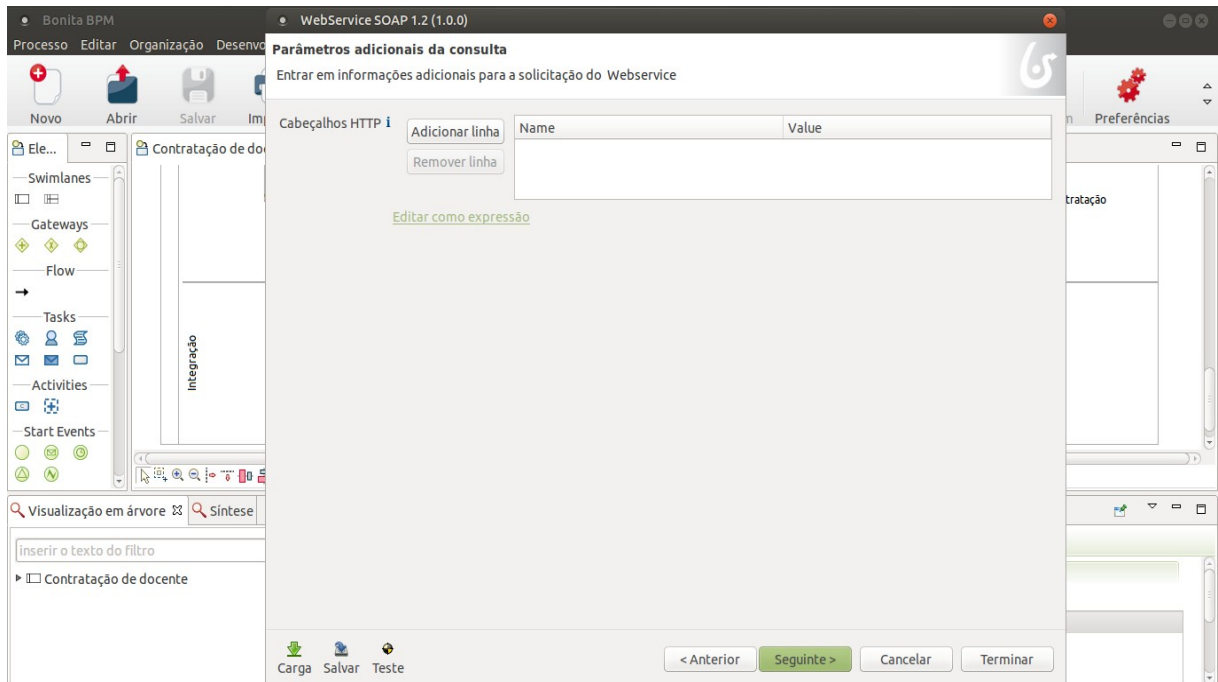 Bonita BPM
WebService SOAP 1.2 (1.0.0)
Processo Editar Organização Desenvo
Parâmetros adicionais da consulta
Entrar em informações adicionais para a solicitação do Webservice
Novo Abrir Salvar Im
Preferências
Ele...
Contratação de do
Cabeçalhos HTTP i
Adicionar linha
Remover linha
Name Value
Editar como expressão
Swimlanes
Gateways
Flow
Tasks
Activities
Start Events
Integração
tratação
Visualização em árvore Síntese
inserir o texto do filtro
Contratação de docente
Carga Salvar Teste
< Anterior Seguinte > Cancelar Terminar